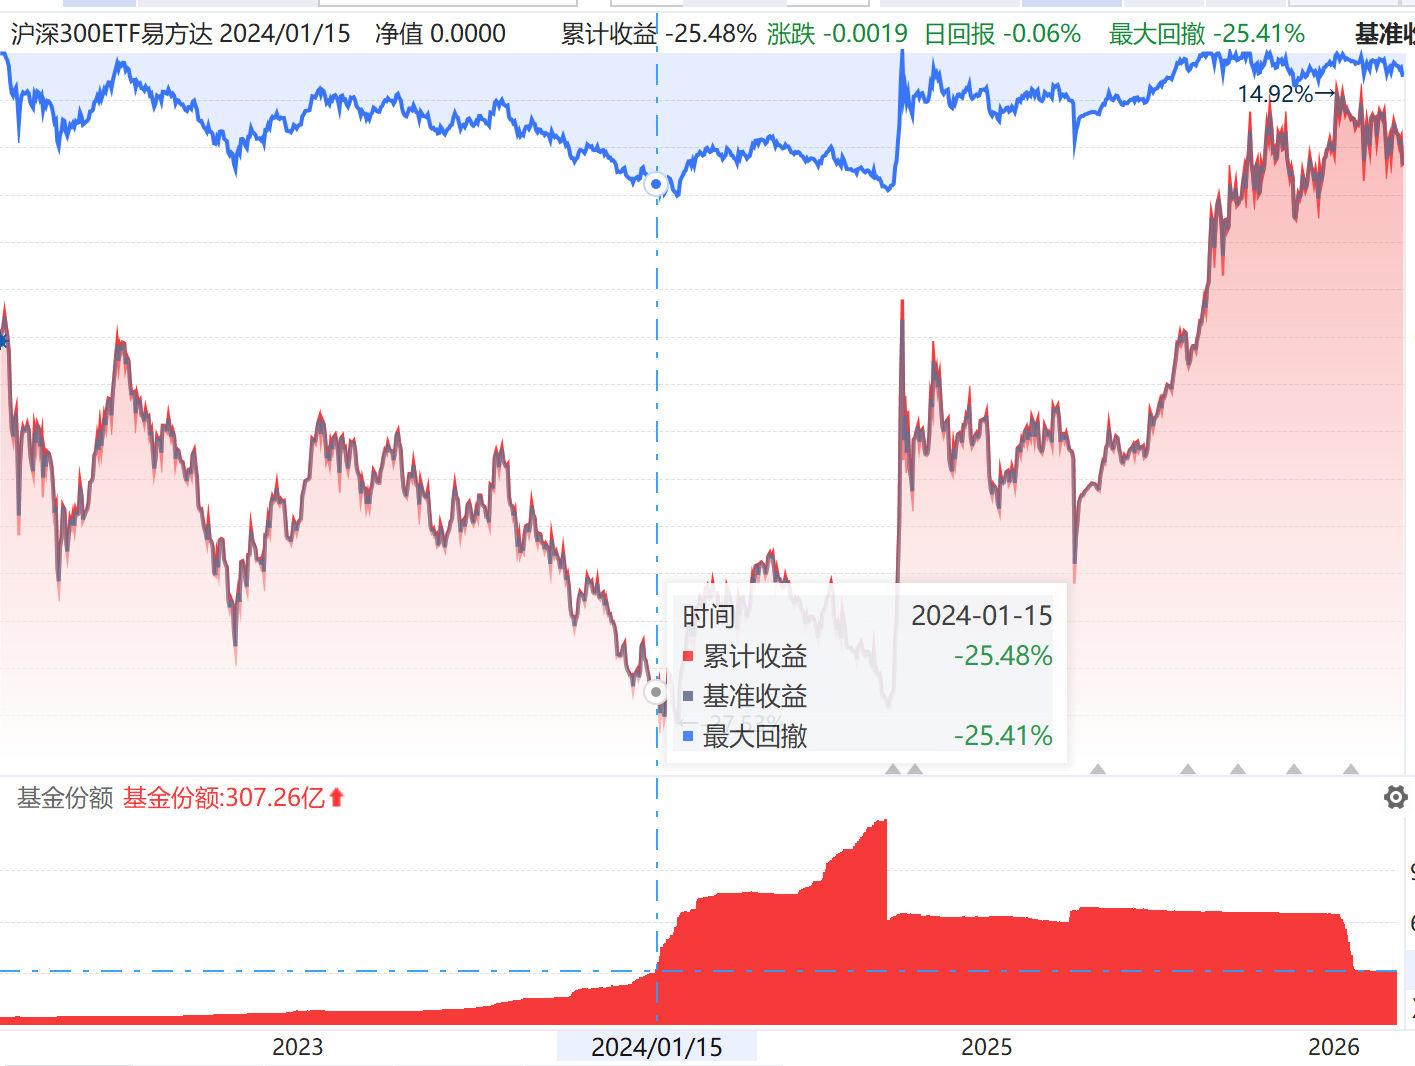 沪深300ETF易方达 2024/01/15 净值 0.0000 累计收益 -25.48% 涨跌 -0.0019 日回报 -0.06% 最大回撤 -25.41% 基准收
14.92%→
时间 2024-01-15
累计收益 -25.48%
基准收益
-27.53%
最大回撤 -25.41%
基金份额 基金份额:307.26亿
2023 2024/01/15 2025 2026